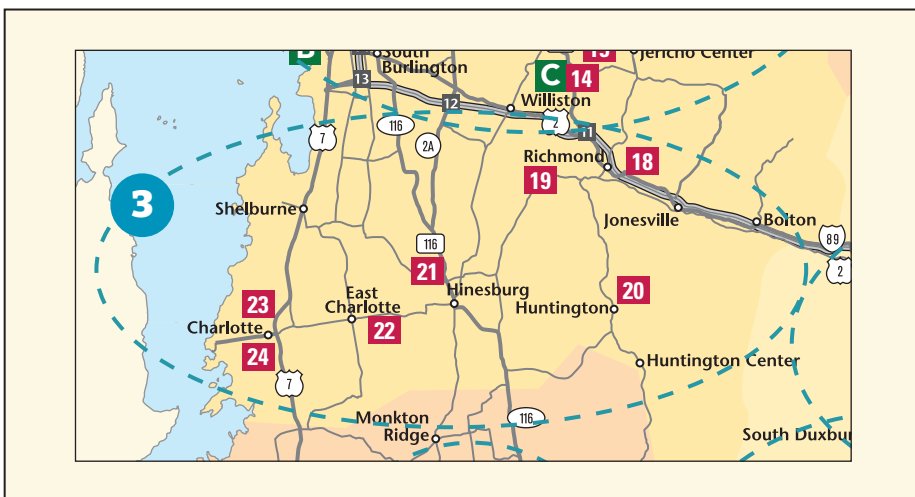 B
South
Burlington
15
Jericho Center
13
C
14
12
Williston
2
116
7
11
2A
Richmond
18
19
3
Shelburne
Jonesville
Bolton
116
89
21
2
20
23
East
Charlotte
Hinesburg
Huntington
Charlotte
22
24
Huntington Center
7
Monkton
Ridge
116
South Duxbur